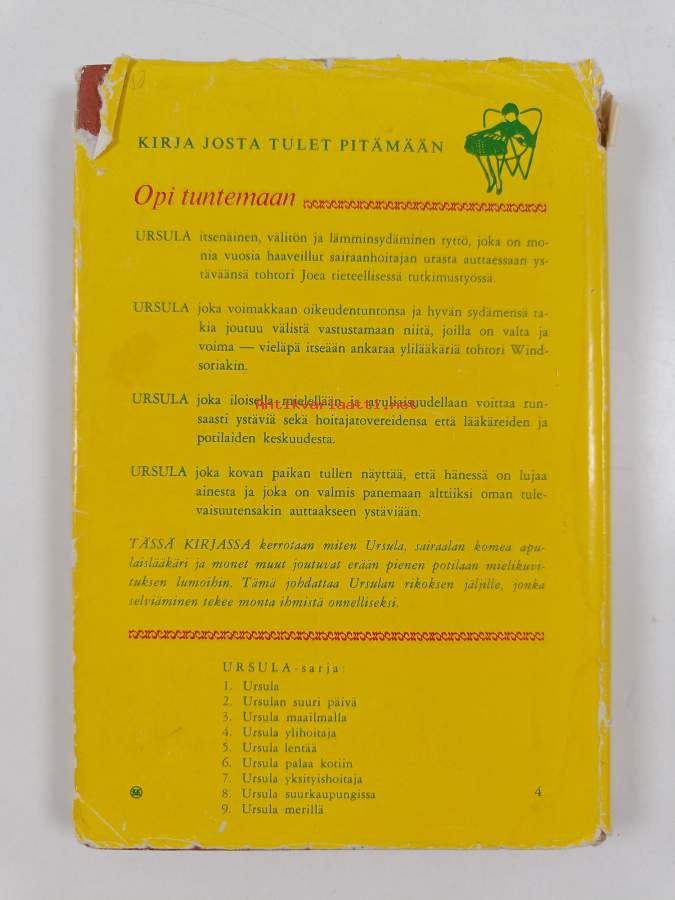 KIRJA JOSTA TULET PITÄMÄÄN
Opi tuntemaan
URSULA itsenäinen, välitön ja lämminsydäminen tyttö, joka on mo-
nia vuosia haaveillut sairaanhoitajan urasta auttaessaan ys-
täväänsä tohtori Joea tieteellisessä tutkimustyössä.
URSULA joka voimakkaan oikeudentuntonsa ja hyvän sydämensä ta-
kia joutuu välistä vastustamaan niitä, joilla on valta ja
voima — vieläpä itseään ankaraa ylilääkäriä tohtori Wind-
soriakin.
URSULA joka iloisella mielellään ja avuliaisuudellaan voittaa run-
Antikvariaatti.net
saasti ystäviä sekä hoitajatovereidensa että lääkäreiden ja
potilaiden keskuudesta.
URSULA joka kovan paikan tullen näyttää, että hänessä on lujaa
ainesta ja joka on valmis panemaan alttiiksi oman tule-
vaisuutensakin auttaakseen ystäviään.
TÄSSÄ KIRJASSA kerrotaan miten Ursula, sairaalan komea apu-
laislääkäri ja monet muut joutuvat erään pienen potilaan mielikuvi-
tuksen lumoihin. Tämä johdattaa Ursulan rikoksen jäljille, jonka
selviäminen tekee monta ihmistä onnelliseksi.
URSULA-sarja:
1. Ursula
2. Ursulan suuri päivä
3. Ursula maailmalla
4. Ursula ylihoitaja
5. Ursula lentää
6. Ursula palaa kotiin
7. Ursula yksityishoitaja
8. Ursula suurkaupungissa
9. Ursula merillä
4